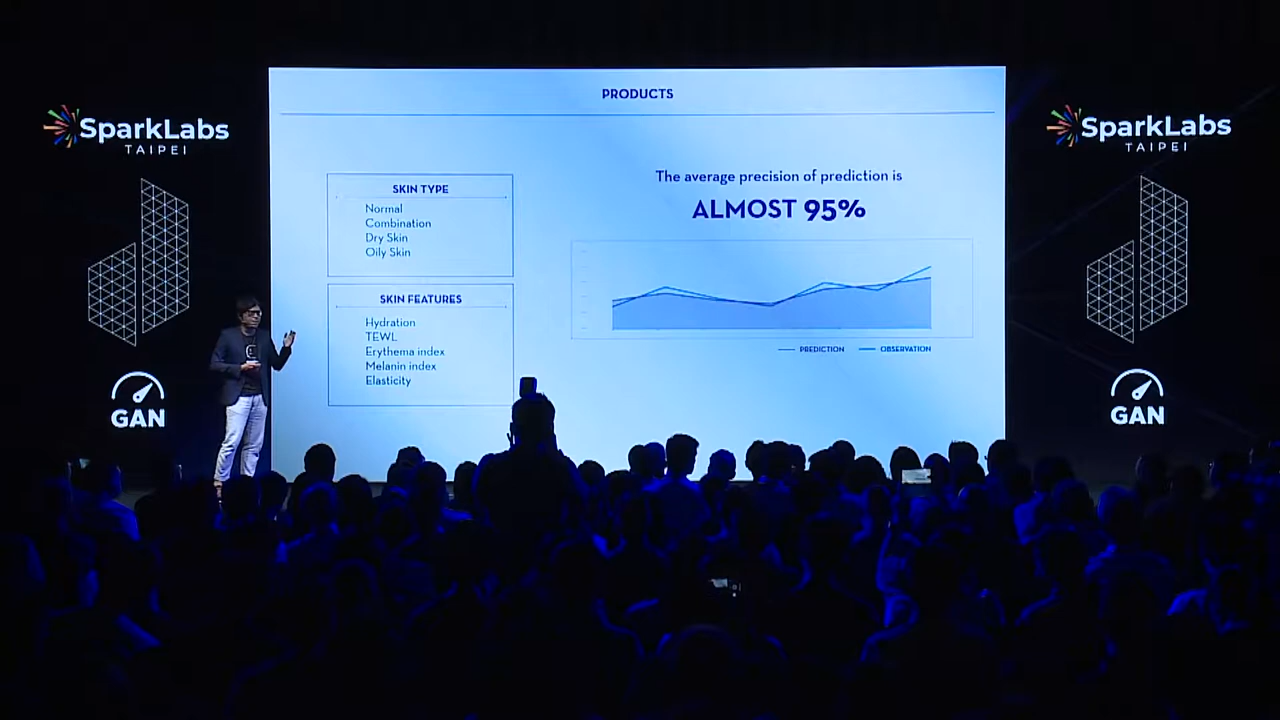 PRODUCTS
SparkLabs
TAIPEI
GAN
SKIN TYPE
Normal
Combination
Dry Skin
Oily Skin
SKIN FEATURES
Hydration
TEWL
Erythema index
Melanin index
Elasticity
The average precision of prediction is
ALMOST 95%
PREDICTION
OBSERVATION
SparkLabs
TAIPEI
GAN